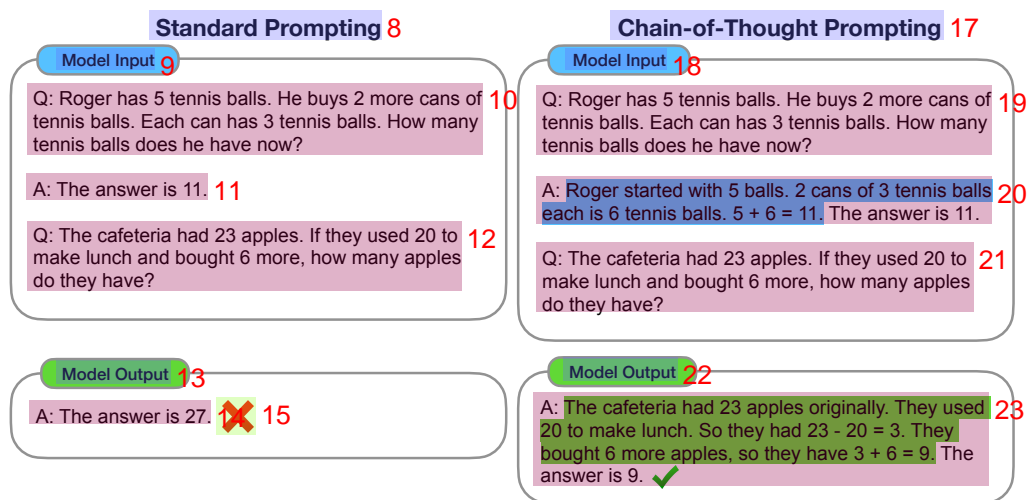 Standard Prompting 8
Model Input 9
Q: Roger has 5 tennis balls. He buys 2 more cans of 10
tennis balls. Each can has 3 tennis balls. How many
tennis balls does he have now?
A: The answer is 11. 11
Q: The cafeteria had 23 apples. If they used 20 to 12
make lunch and bought 6 more, how many apples
do they have?
Model Output 13
A: The answer is 27. 14 15
Chain-of-Thought Prompting 17
Model Input 18
Q: Roger has 5 tennis balls. He buys 2 more cans of 19
tennis balls. Each can has 3 tennis balls. How many
tennis balls does he have now?
A: Roger started with 5 balls. 2 cans of 3 tennis balls 20
each is 6 tennis balls. 5 + 6 = 11. The answer is 11.
Q: The cafeteria had 23 apples. If they used 20 to 21
make lunch and bought 6 more, how many apples
do they have?
Model Output 22
A: The cafeteria had 23 apples originally. They used 23
20 to make lunch. So they had 23 - 20 = 3. They
bought 6 more apples, so they have 3 + 6 = 9. The
answer is 9.